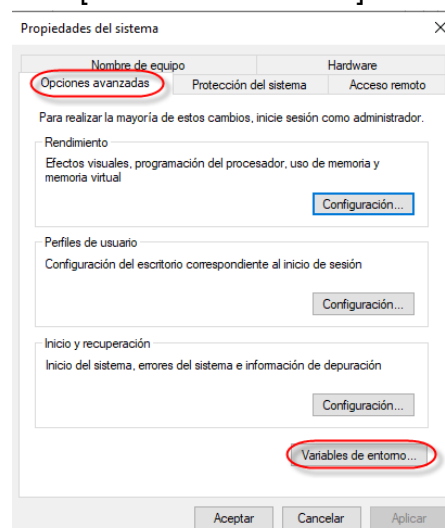 Propiedades del sistema
Nombre de equipo Hardware
Opciones avanzadas Protección del sistema Acceso remoto
Para realizar la mayoría de estos cambios, inicie sesión como administrador.
Rendimiento
Efectos visuales, programación del procesador, uso de memoria y
memoria virtual
Configuración...
Perfiles de usuario
Configuración del escritorio correspondiente al inicio de sesión
Configuración...
Inicio y recuperación
Inicio del sistema, errores del sistema e información de depuración
Configuración...
Variables de entorno...
Aceptar Cancelar Aplicar